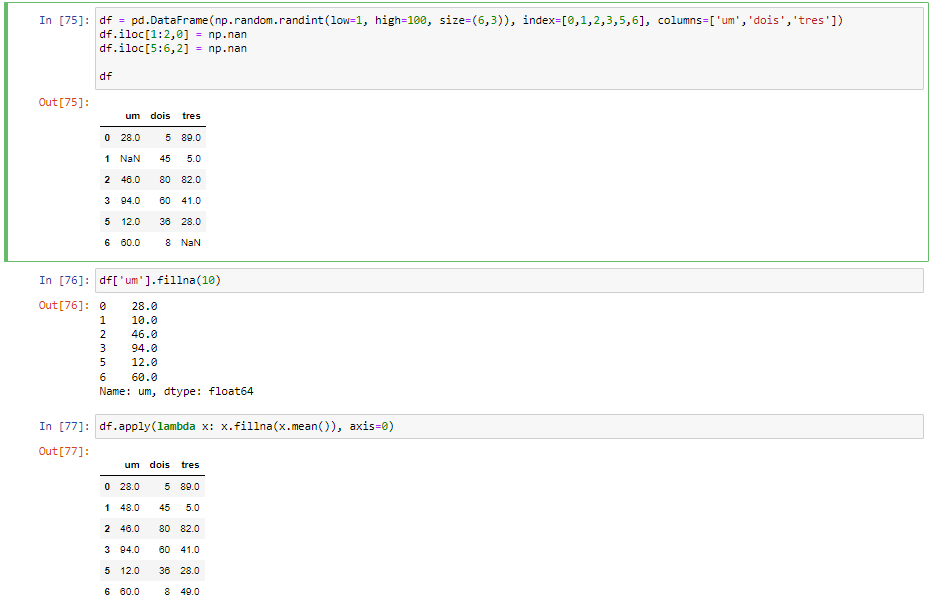 In [75]: df = pd.DataFrame(np.random.randint(low=1, high=100, size=(6,3)), index=[0,1,2,3,5,6], columns=['um','dois','tres'])
df.iloc[1:2,0] = np.nan
df.iloc[5:6,2] = np.nan
df
Out[75]:
um dois tres
0 28.0 5 89.0
1 NaN 45 5.0
2 46.0 80 82.0
3 94.0 60 41.0
5 12.0 36 28.0
6 60.0 8 NaN
In [76]: df['um'].fillna(10)
Out[76]: 0 28.0
1 10.0
2 46.0
3 94.0
5 12.0
6 60.0
Name: um, dtype: float64
In [77]: df.apply(lambda x: x.fillna(x.mean()), axis=0)
Out[77]:
um dois tres
0 28.0 5 89.0
1 48.0 45 5.0
2 46.0 80 82.0
3 94.0 60 41.0
5 12.0 36 28.0
6 60.0 8 49.0